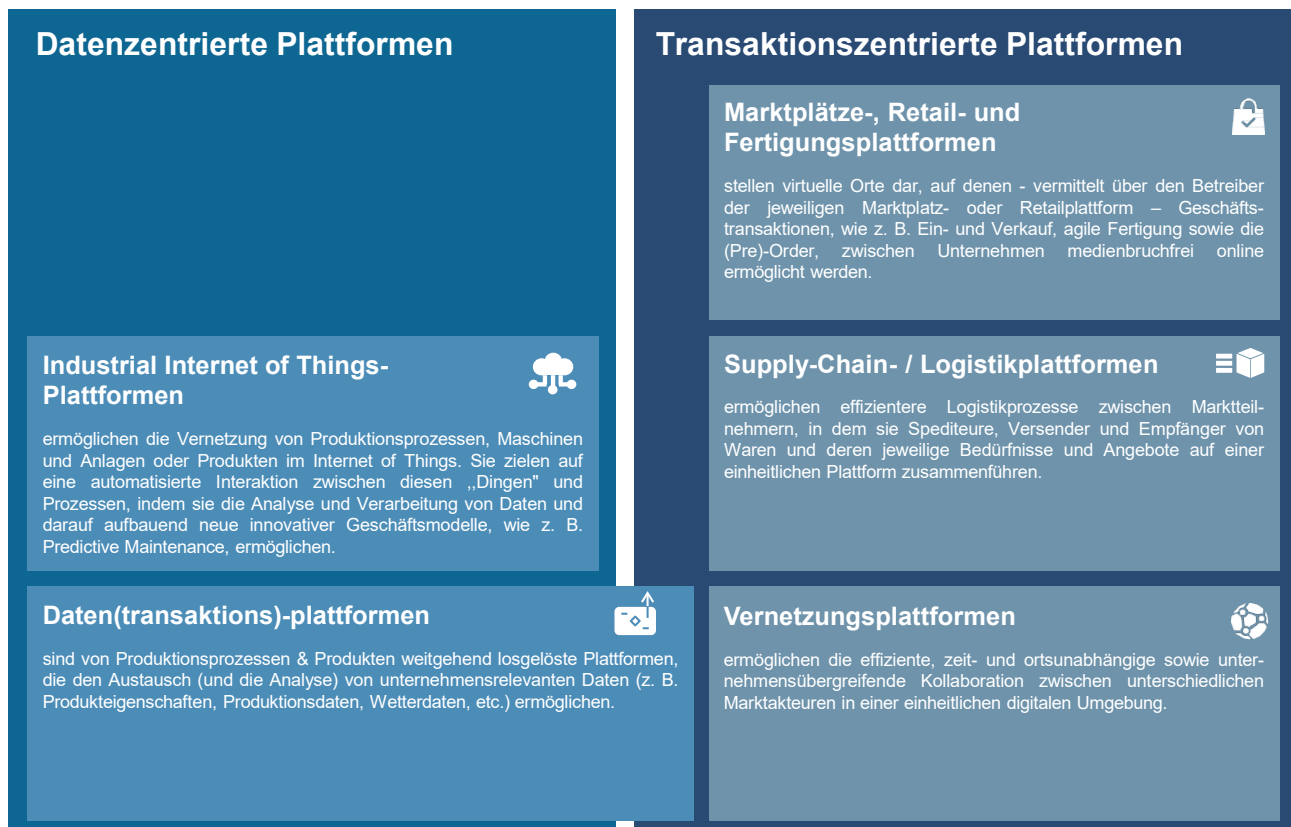 Datenzentrierte Plattformen
Industrial Internet of Things-
Plattformen
ermöglichen die Vernetzung von Produktionsprozessen, Maschinen
und Anlagen oder Produkten im Internet of Things. Sie zielen auf
eine automatisierte Interaktion zwischen diesen ,,Dingen" und
Prozessen, indem sie die Analyse und Verarbeitung von Daten und
darauf aufbauend neue innovativer Geschäftsmodelle, wie z. B.
Predictive Maintenance, ermöglichen.
Daten(transaktions)-plattformen
sind von Produktionsprozessen & Produkten weitgehend losgelöste Plattformen,
die den Austausch (und die Analyse) von unternehmensrelevanten Daten (z. B.
Produkteigenschaften, Produktionsdaten, Wetterdaten, etc.) ermöglichen.
Transaktionszentrierte Plattformen
Marktplätze-, Retail- und
Fertigungsplattformen
stellen virtuelle Orte dar, auf denen - vermittelt über den Betreiber
der jeweiligen Marktplatz- oder Retailplattform – Geschäfts-
transaktionen, wie z. B. Ein- und Verkauf, agile Fertigung sowie die
(Pre)-Order, zwischen Unternehmen medienbruchfrei online
ermöglicht werden.
Supply-Chain- / Logistikplattformen
ermöglichen effizientere Logistikprozesse zwischen Marktteil-
nehmern, in dem sie Spediteure, Versender und Empfänger von
Waren und deren jeweilige Bedürfnisse und Angebote auf einer
einheitlichen Plattform zusammenführen.
Vernetzungsplattformen
ermöglichen die effiziente, zeit- und ortsunabhängige sowie unter-
nehmensübergreifende Kollaboration zwischen unterschiedlichen
Marktakteuren in einer einheitlichen digitalen Umgebung.